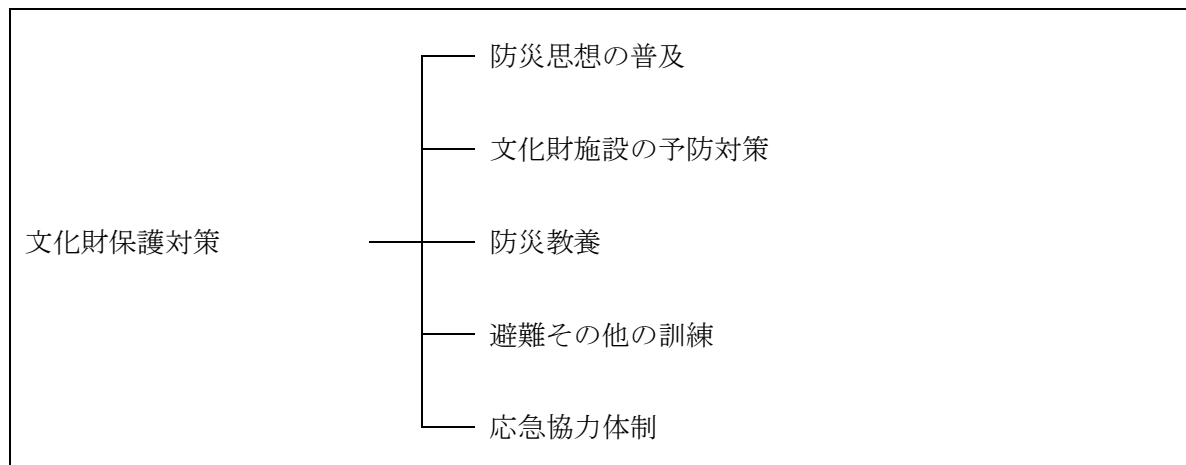 防災思想の普及
文化財施設の予防対策
文化財保護対策
防災教養
避難その他の訓練
応急協力体制